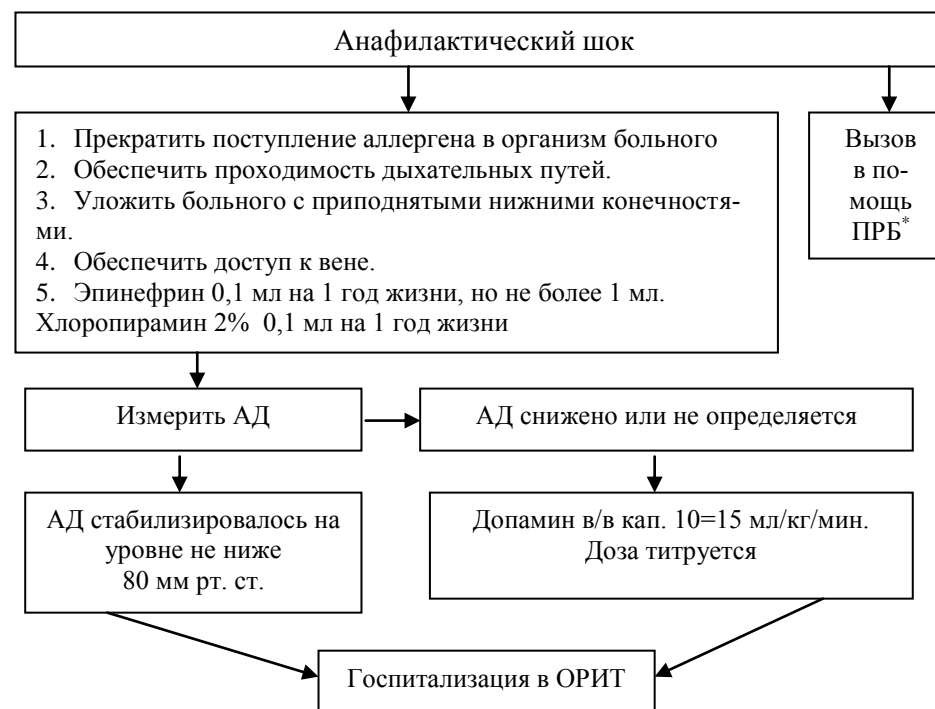 Анафилактический шок
1. Прекратить поступление аллергена в организм больного
2. Обеспечить проходимость дыхательных путей.
3. Уложить больного с приподнятыми нижними конечностя-
ми.
4. Обеспечить доступ к вене.
5. Эпинефрин 0,1 мл на 1 год жизни, но не более 1 мл.
Хлоропирамин 2% 0,1 мл на 1 год жизни
Вызов
в по-
мощь
ПРБ*
Измерить АД
АД снижено или не определяется
АД стабилизировалось на
уровне не ниже
80 мм рт. ст.
Допамин в/в кап. 10=15 мл/кг/мин.
Доза титруется
Госпитализация в ОРИТ